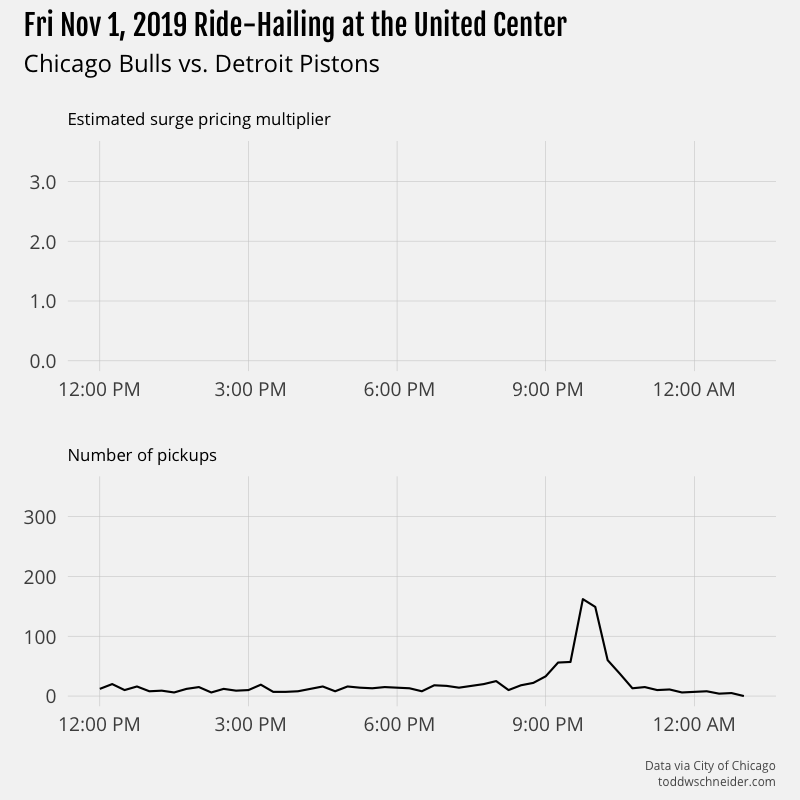 Fri Nov 1, 2019 Ride-Hailing at the United Center
Chicago Bulls vs. Detroit Pistons
Estimated surge pricing multiplier
3.0
2.0
1.0
0.0
12:00 PM 3:00 PM 6:00 PM 9:00 PM 12:00 AM
Number of pickups
300
200
100
0
12:00 PM 3:00 PM 6:00 PM 9:00 PM 12:00 AM
Data via City of Chicago
toddwschneider.com